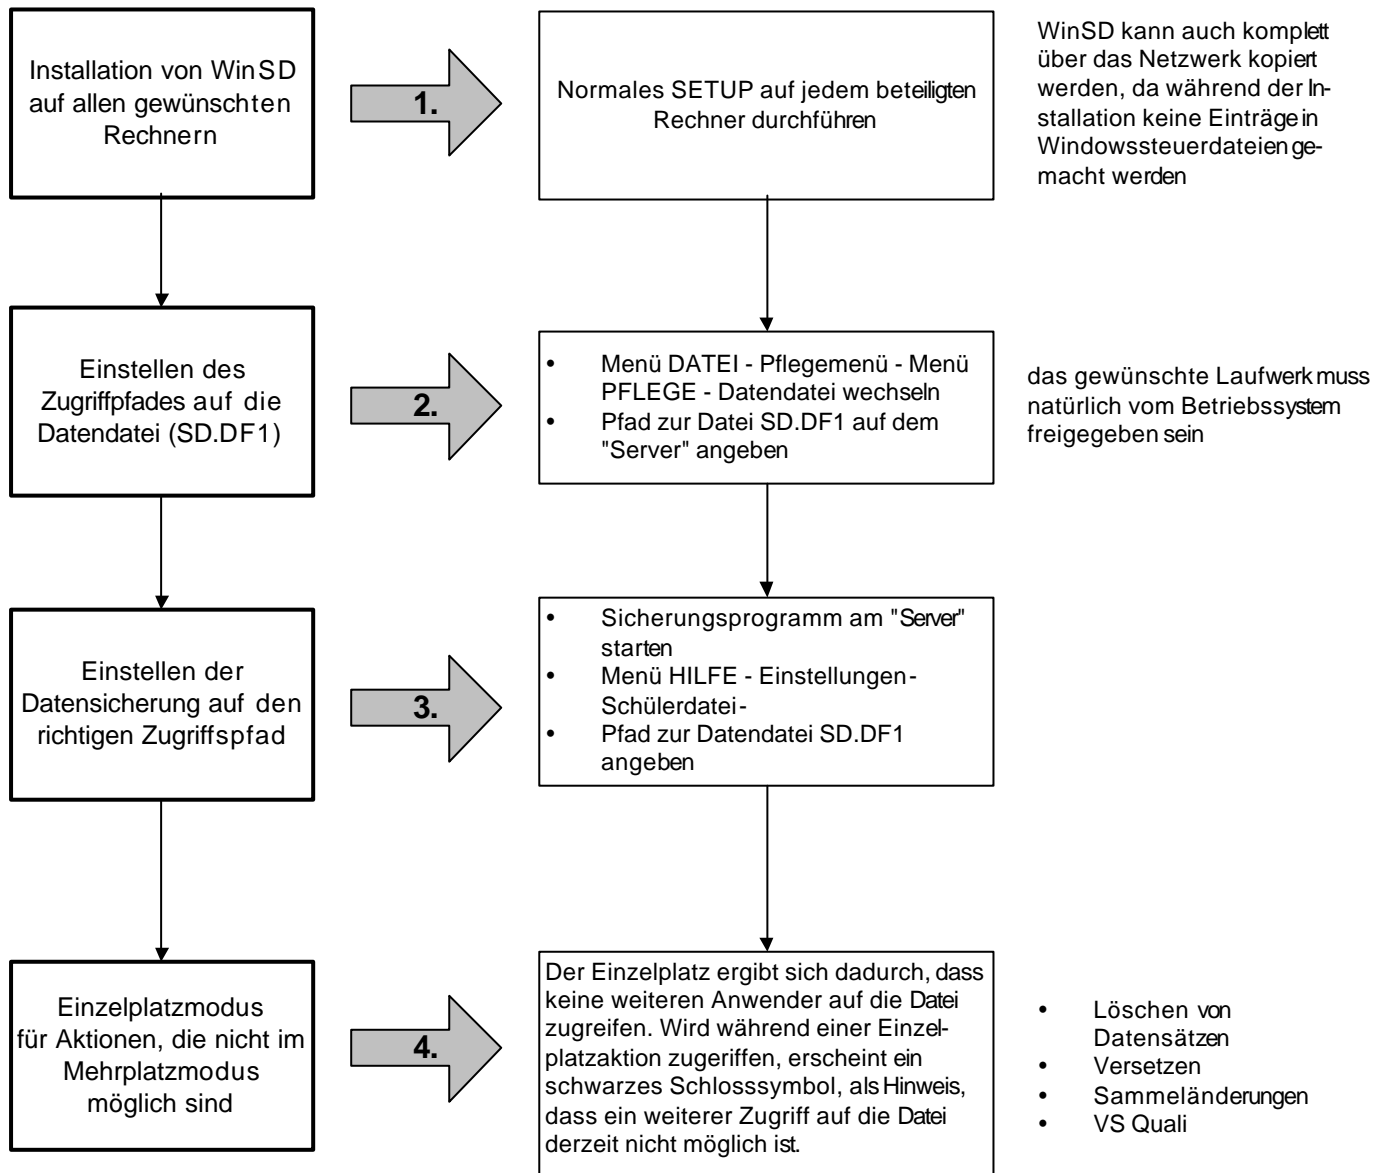 Installation von WinSD
auf allen gewünschten
Rechnern
1.
Normales SETUP auf jedem beteiligten
Rechner durchführen
WinSD kann auch komplett
über das Netzwerk kopiert
werden, da während der In-
stallation keine Einträge in
Windowssteuerdateien ge-
macht werden
Einstellen des
Zugriffpfades auf die
Datendatei (SD.DF1)
2.
• Menü DATEI - Pflegemenü - Menü
PFLEGE - Datendatei wechseln
• Pfad zur Datei SD.DF1 auf dem
"Server" angeben
das gewünschte Laufwerk muss
natürlich vom Betriebssystem
freigegeben sein
Einstellen der
Datensicherung auf den
richtigen Zugriffspfad
3.
• Sicherungsprogramm am "Server"
starten
• Menü HILFE - Einstellungen -
Schülerdatei -
• Pfad zur Datendatei SD.DF1
angeben
Einzelplatzmodus
für Aktionen, die nicht im
Mehrplatzmodus
möglich sind
4.
Der Einzelplatz ergibt sich dadurch, dass
keine weiteren Anwender auf die Datei
zugreifen. Wird während einer Einzel-
platzaktion zugeriffen, erscheint ein
schwarzes Schlosssymbol, als Hinweis,
dass ein weiterer Zugriff auf die Datei
derzeit nicht möglich ist.
• Löschen von
Datensätzen
• Versetzen
• Sammeländerungen
• VS Quali